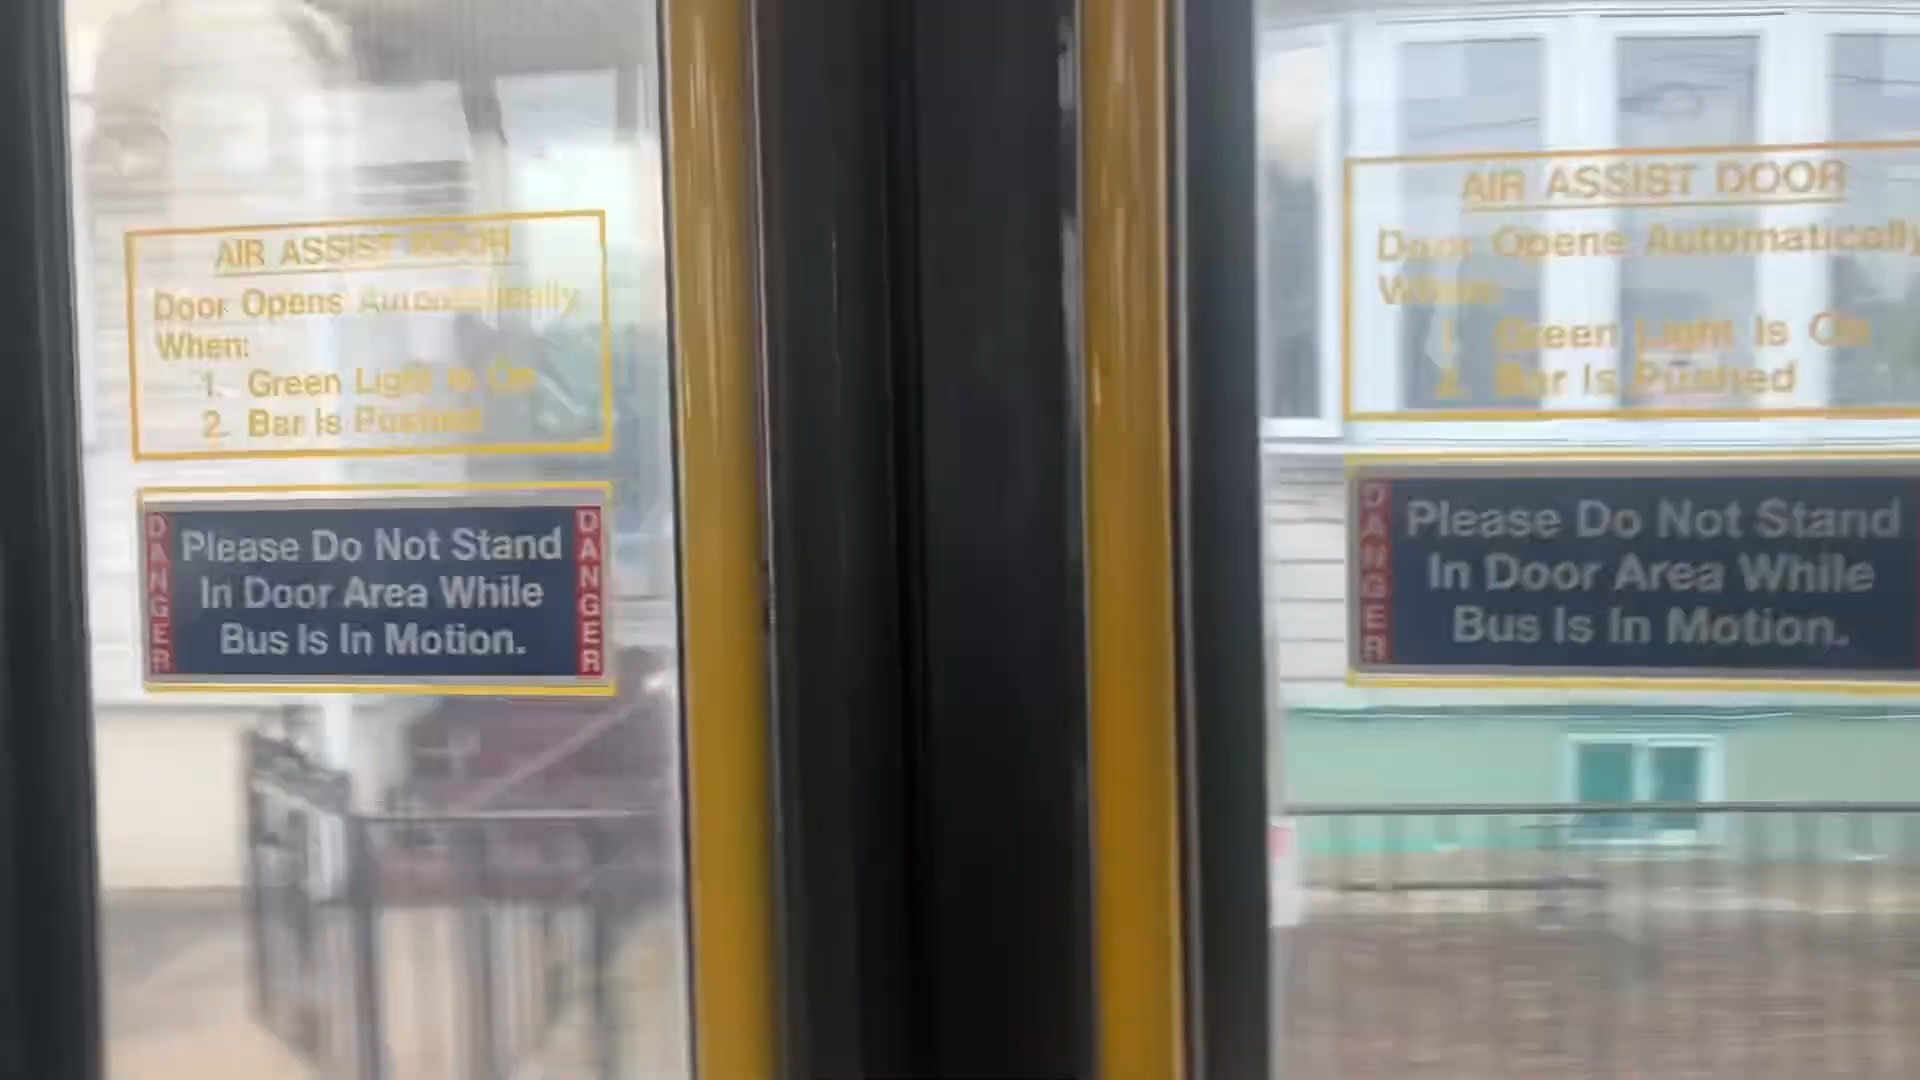 AIR ASSIST DOOR
Door Opens Automatically
When:
1. Green Light Is On
2. Bar Is Pushed
DANGER
Please Do Not Stand
In Door Area While
Bus Is In Motion.
DANGER
AIR ASSIST DOOR
Door Opens Automatically
When:
1. Green Light Is On
2. Bar Is Pushed
DANGER
Please Do Not Stand
In Door Area While
Bus Is In Motion.